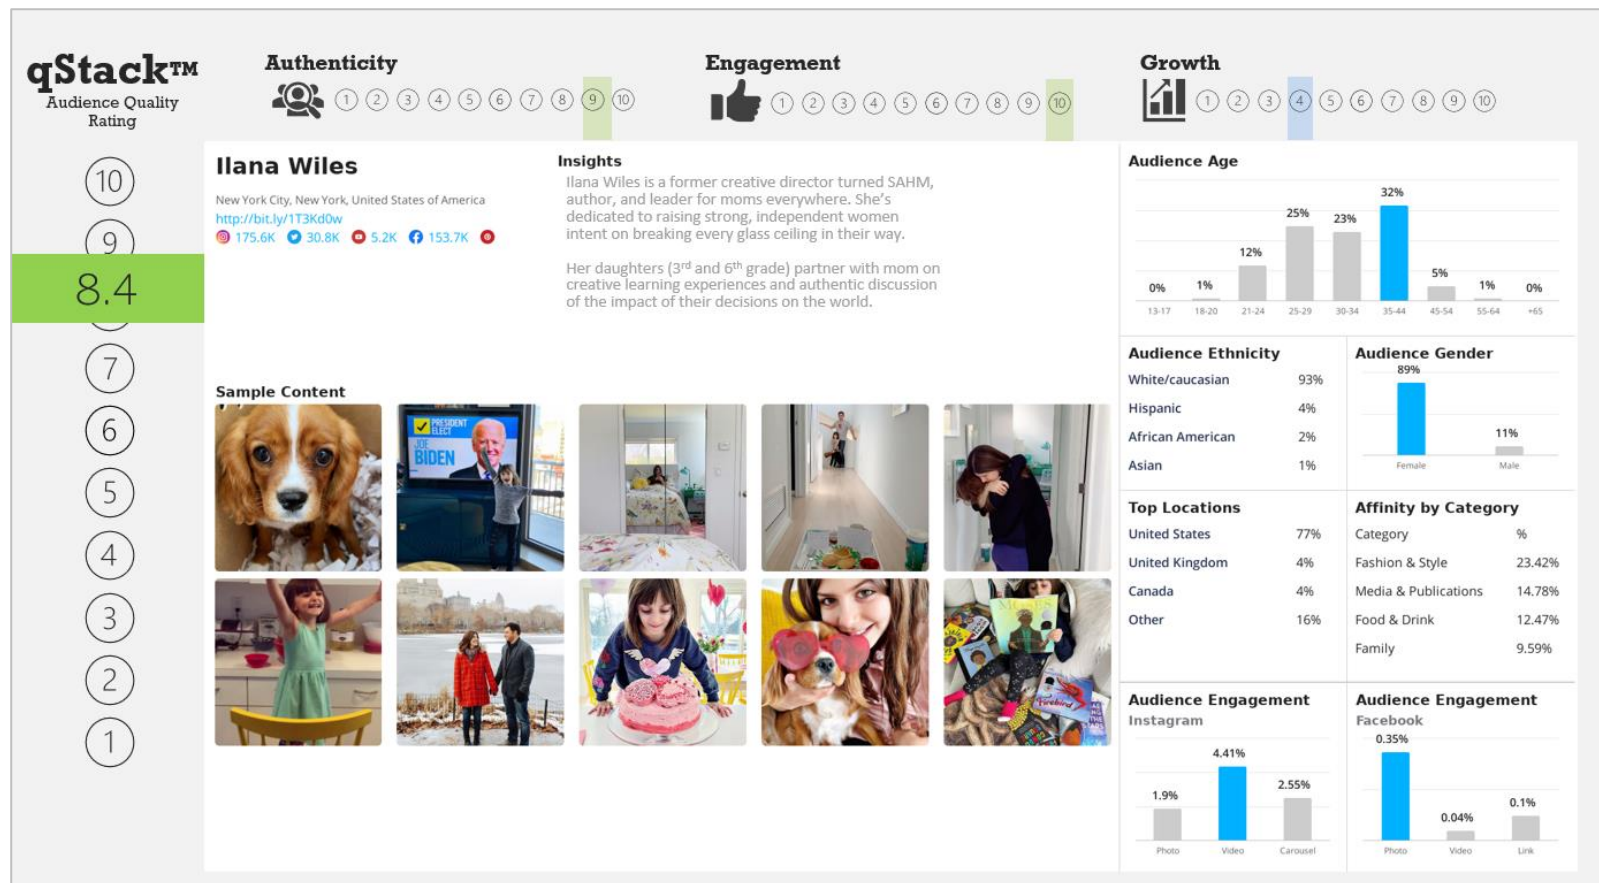 qStack™
Audience Quality
Rating
Authenticity
1 2 3 4 5 6 7 8 9 10
Engagement
1 2 3 4 5 6 7 8 9 10
Growth
1 2 3 4 5 6 7 8 9 10
10
9
8.4
7
6
5
4
3
2
1
Ilana Wiles
New York City, New York, United States of America
http://bit.ly/1T3Kd0w
175.6K 30.8K 5.2K 153.7K
Insights
Ilana Wiles is a former creative director turned SAHM,
author, and leader for moms everywhere. She's
dedicated to raising strong, independent women
intent on breaking every glass ceiling in their way.
Her daughters (3rd and 6th grade) partner with mom on
creative learning experiences and authentic discussion
of the impact of their decisions on the world.
Sample Content
PRESIDENT
ELECT
JOE
BIDEN
MOSES
Firebird
Audience Age
0% 1% 12% 25% 23% 32% 5% 1% 0%
13-17 18-20 21-24 25-29 30-34 35-44 45-54 55-64 +65
Audience Ethnicity
White/caucasian 93%
Hispanic 4%
African American 2%
Asian 1%
Audience Gender
89% 11%
Female Male
Top Locations
United States 77%
United Kingdom 4%
Canada 4%
Other 16%
Affinity by Category
Category %
Fashion & Style 23.42%
Media & Publications 14.78%
Food & Drink 12.47%
Family 9.59%
Audience Engagement
Instagram
1.9% 4.41% 2.55%
Photo Video Carousel
Audience Engagement
Facebook
0.35% 0.04% 0.1%
Photo Video Link